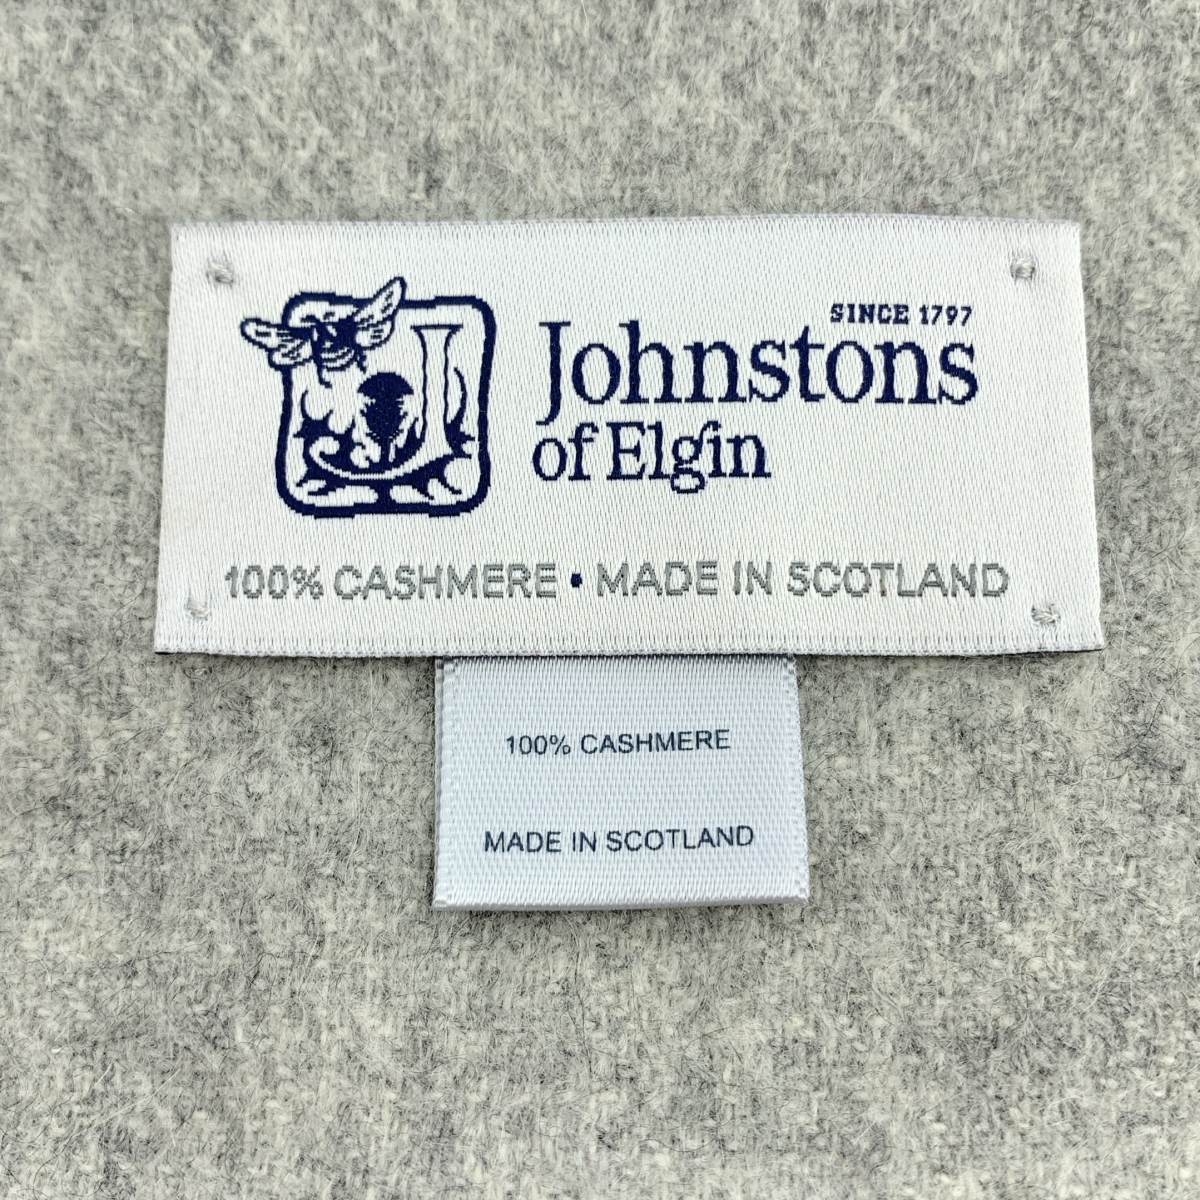 SINCE 1797
Johnstons
of Elgin
100% CASHMERE • MADE IN SCOTLAND
100% CASHMERE
MADE IN SCOTLAND